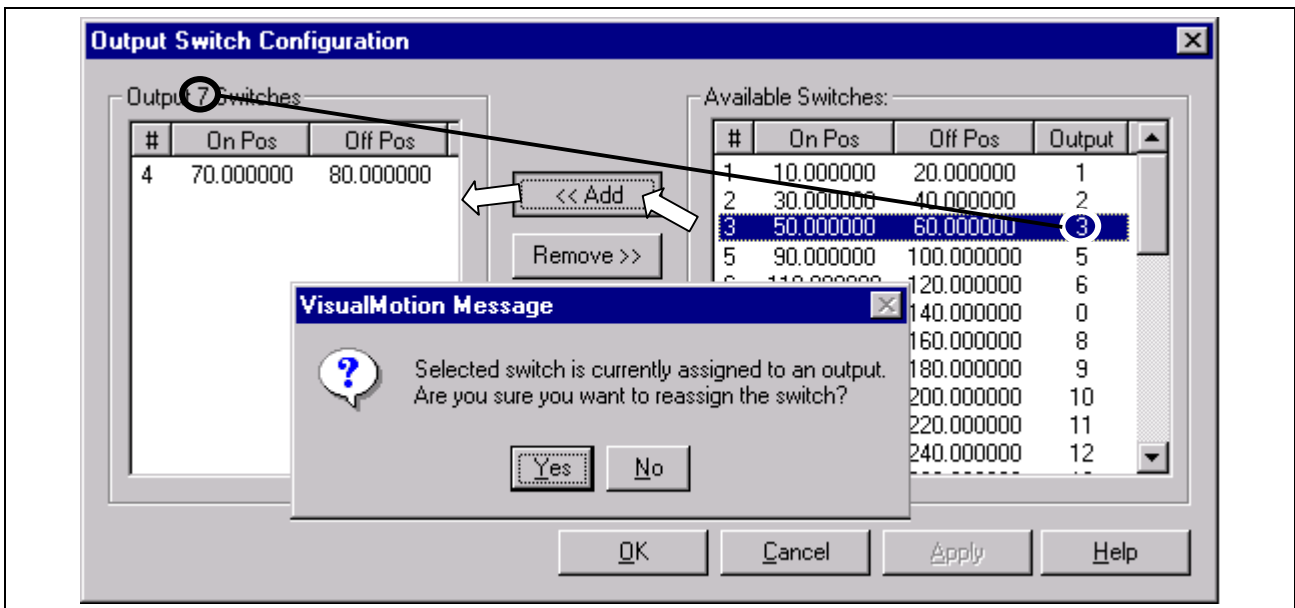 Output Switch Configuration
Output 7 Switches
# On Pos Off Pos
4 70.000000 80.000000
<< Add
Remove >>
Available Switches:
# On Pos Off Pos Output
1 10.000000 20.000000 1
2 30.000000 40.000000 2
3 50.000000 60.000000 3
5 90.000000 100.000000 5
6 110.000000 120.000000 6
140.000000 0
160.000000 8
180.000000 9
200.000000 10
220.000000 11
240.000000 12
VisualMotion Message
Selected switch is currently assigned to an output.
Are you sure you want to reassign the switch?
Yes No
OK Cancel Apply Help